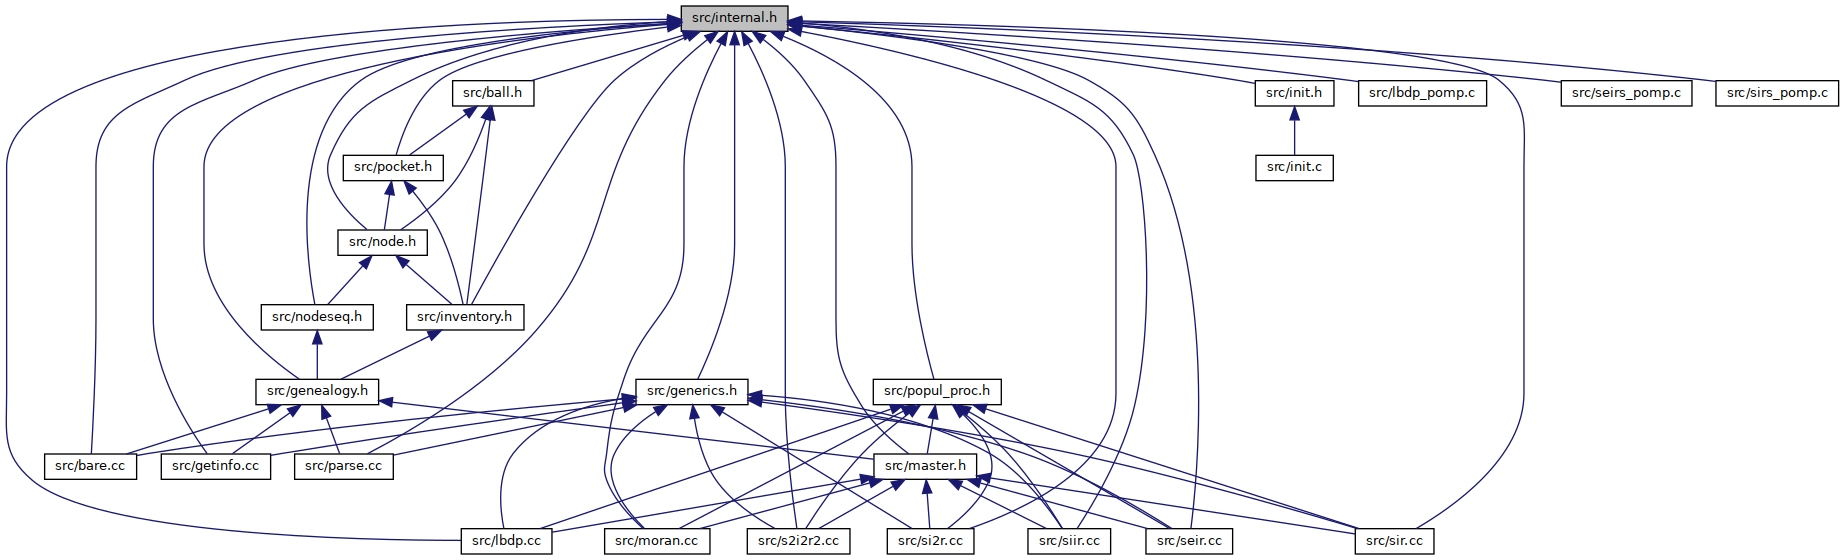 src/internal.h
src/ball.h
src/init.h
src/lbdp_pomp.c
src/seirs_pomp.c
src/sirs_pomp.c
src/pocket.h
src/init.c
src/node.h
src/nodeseq.h
src/inventory.h
src/genealogy.h
src/generics.h
src/popul_proc.h
src/bare.cc
src/getinfo.cc
src/parse.cc
src/master.h
src/lbdp.cc
src/moran.cc
src/s2i2r2.cc
src/si2r.cc
src/siir.cc
src/seir.cc
src/sir.cc